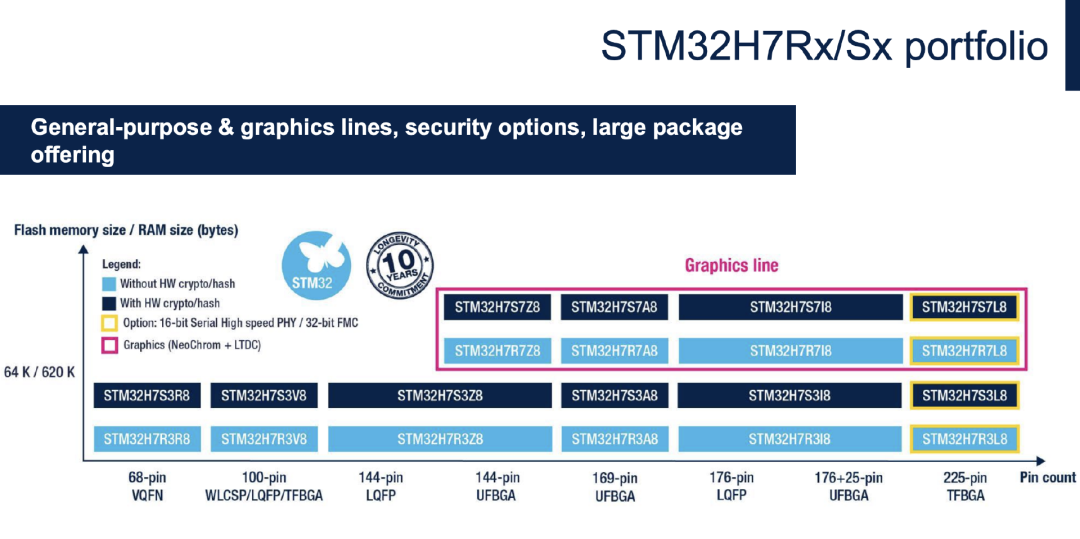 STM32H7Rx/Sx portfolio
General-purpose & graphics lines, security options, large package
offering
Flash memory size / RAM size (bytes)
Legend:
Without HW crypto/hash
With HW crypto/hash
Option: 16-bit Serial High speed PHY / 32-bit FMC
Graphics (NeoChrom + LTDC)
STM32
LONGEVITY
10
YEARS
COMMITMENT
Graphics line
STM32H7S7Z8 STM32H7S7A8 STM32H7S7I8 STM32H7S7L8
STM32H7R7Z8 STM32H7R7A8 STM32H7R7I8 STM32H7R7L8
64 K / 620 K
STM32H7S3R8 STM32H7S3V8 STM32H7S3Z8 STM32H7S3A8 STM32H7S3I8 STM32H7S3L8
STM32H7R3R8 STM32H7R3V8 STM32H7R3Z8 STM32H7R3A8 STM32H7R3I8 STM32H7R3L8
68-pin 100-pin 144-pin 144-pin 169-pin 176-pin 176+25-pin 225-pin Pin count
VQFN WLCSP/LQFP/TFBGA LQFP UFBGA UFBGA LQFP UFBGA TFBGA